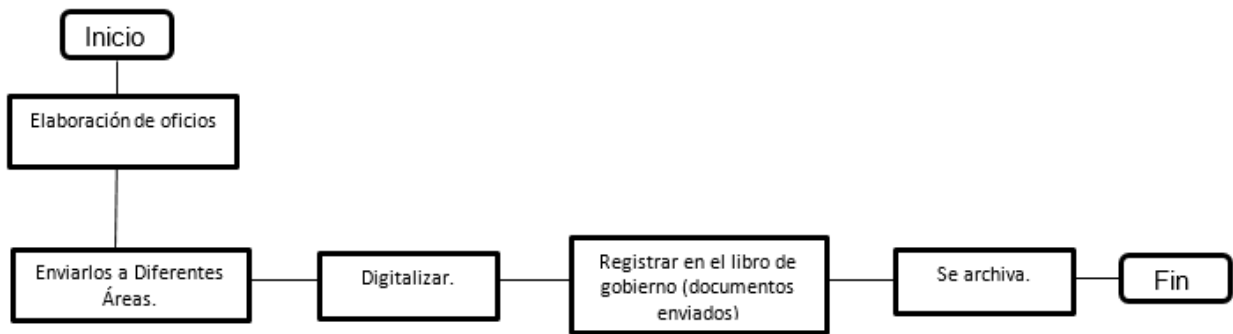 Inicio
Elaboración de oficios
Enviarlos a Diferentes
Áreas.
Digitalizar.
Registrar en el libro de
gobierno (documentos
enviados)
Se archiva.
Fin